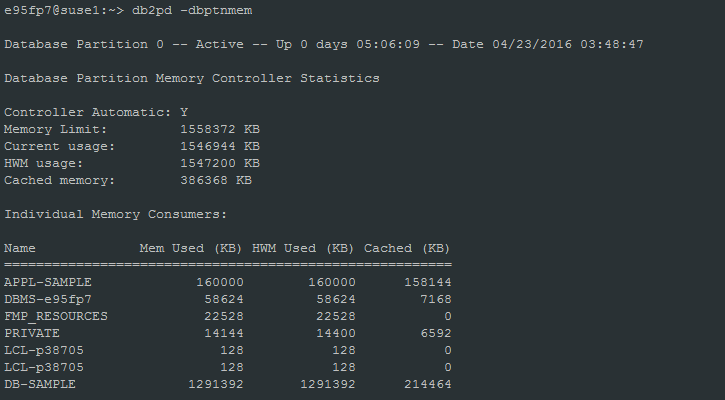 e95fp7@suse1:~> db2pd -dbptnmem
Database Partition 0 -- Active -- Up 0 days 05:06:09 -- Date 04/23/2016 03:48:47
Database Partition Memory Controller Statistics
Controller Automatic: Y
Memory Limit:         1558372 KB
Current usage:        1546944 KB
HWM usage:            1547200 KB
Cached memory:        386368 KB
Individual Memory Consumers:
Name             Mem Used (KB) HWM Used (KB) Cached (KB)
========================================================
APPL-SAMPLE             160000        160000      158144
DBMS-e95fp7              58624         58624        7168
FMP_RESOURCES            22528         22528           0
PRIVATE                  14144         14400        6592
LCL-p38705                 128           128           0
LCL-p38705                 128           128           0
DB-SAMPLE              1291392       1291392      214464